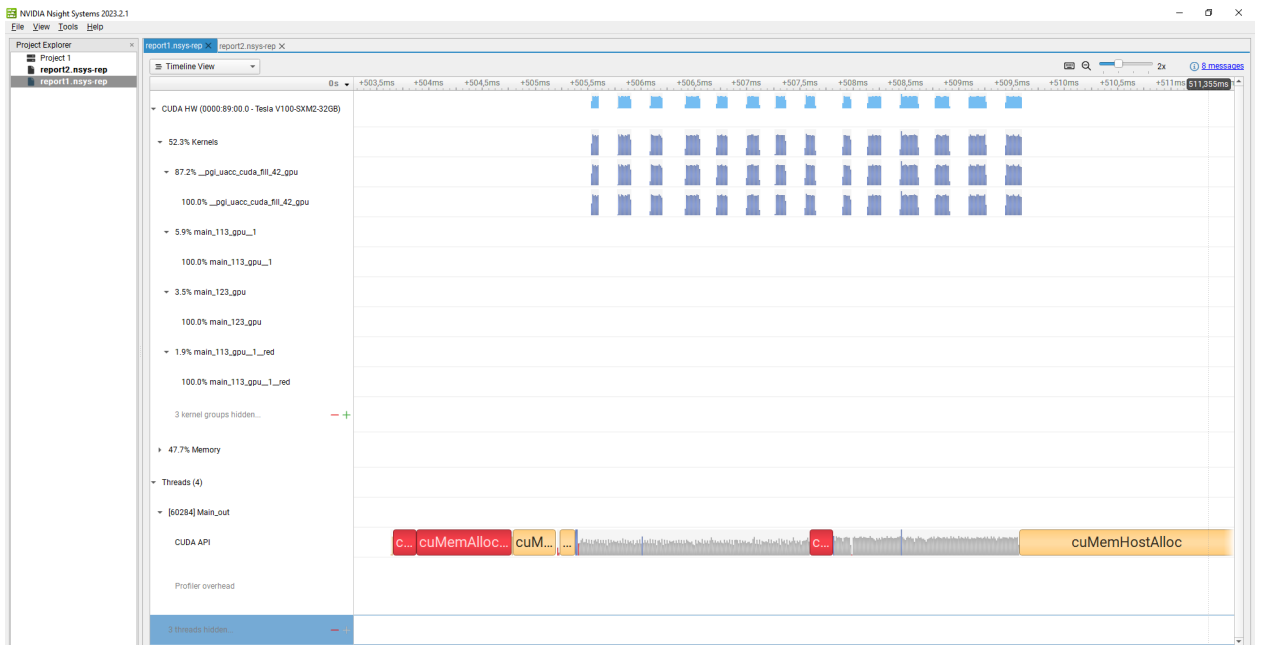 NVIDIA Nsight Systems 2023.2.1
File View Tools Help
Project Explorer
Project 1
report2.nsys-rep
report1.nsys-rep
report1.nsys-rep report2.nsys-rep
Timeline View
2x
8 messages
0s +503,5ms +504ms +504,5ms +505ms +505,5ms +506ms +506,5ms +507ms +507,5ms +508ms +508,5ms +509ms +509,5ms +510ms +510,5ms +511ms 511,355ms
CUDA HW (0000:89:00.0 - Tesla V100-SXM2-32GB)
52.3% Kernels
87.2% __pgi_uacc_cuda_fill_42_gpu
100.0% __pgi_uacc_cuda_fill_42_gpu
5.9% main_113_gpu__1
100.0% main_113_gpu__1
3.5% main_123_gpu
100.0% main_123_gpu
1.9% main_113_gpu__1__red
100.0% main_113_gpu__1__red
3 kernel groups hidden...
47.7% Memory
Threads (4)
[60284] Main_out
CUDA API
c... cuMemAlloc... cuM... ... c... cuMemHostAlloc
Profiler overhead
3 threads hidden...